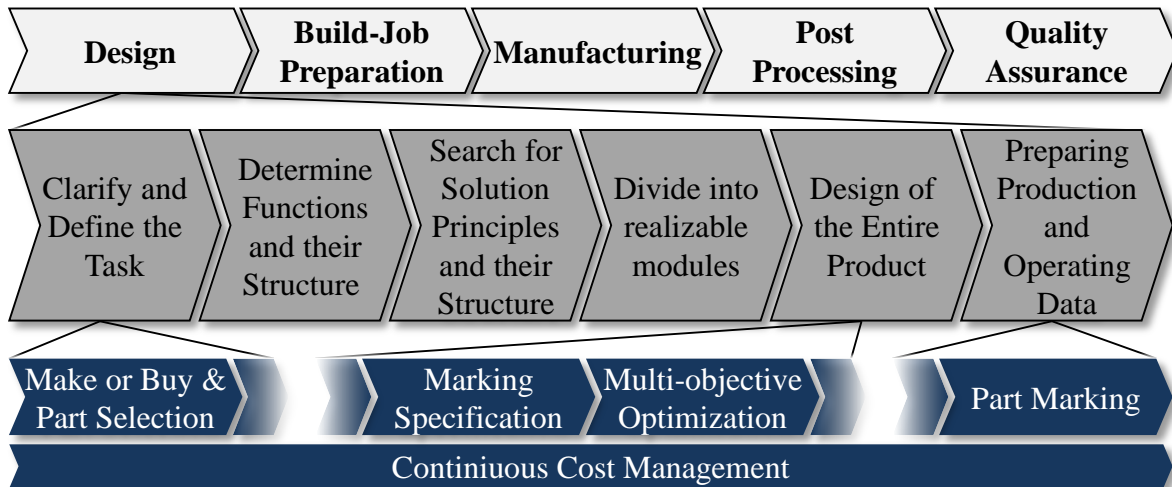 Design
Build-Job
Preparation
Manufacturing
Post
Processing
Quality
Assurance
Clarify and
Define the
Task
Determine
Functions
and their
Structure
Search for
Solution
Principles
and their
Structure
Divide into
realizable
modules
Design of
the Entire
Product
Preparing
Production
and
Operating
Data
Make or Buy &
Part Selection
Marking
Specification
Multi-objective
Optimization
Part Marking
Continiuous Cost Management